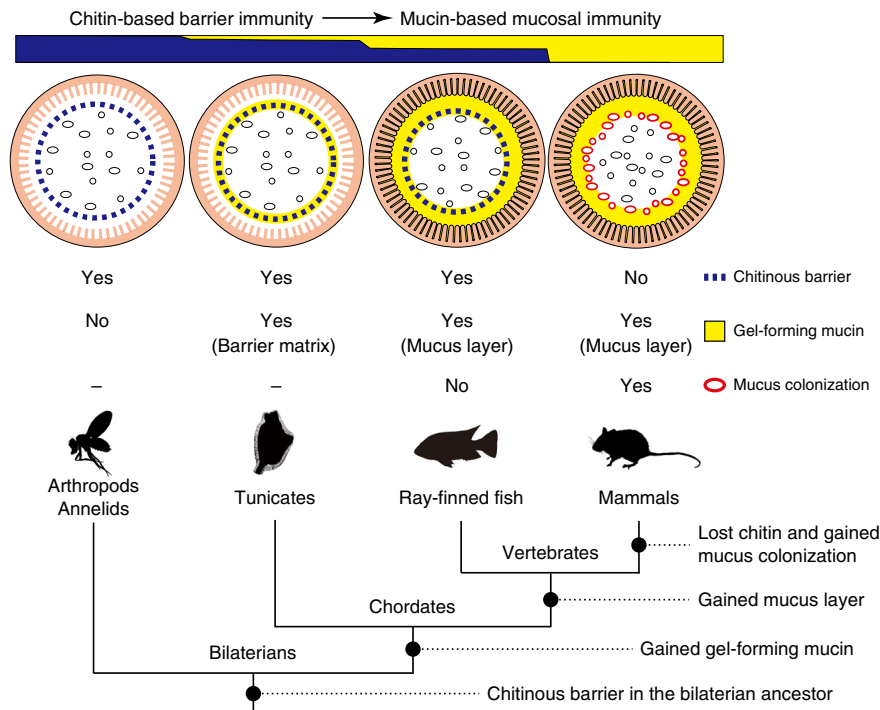 Chitin-based barrier immunity → Mucin-based mucosal immunity
Yes Yes Yes No Chitinous barrier
No Yes Yes Yes Gel-forming mucin
(Barrier matrix) (Mucus layer) (Mucus layer)
– – No Yes Mucus colonization
Arthropods Tunicates Ray-finned fish Mammals
Annelids
Lost chitin and gained
mucus colonization
Vertebrates
Gained mucus layer
Chordates
Gained gel-forming mucin
Bilaterians
Chitinous barrier in the bilaterian ancestor